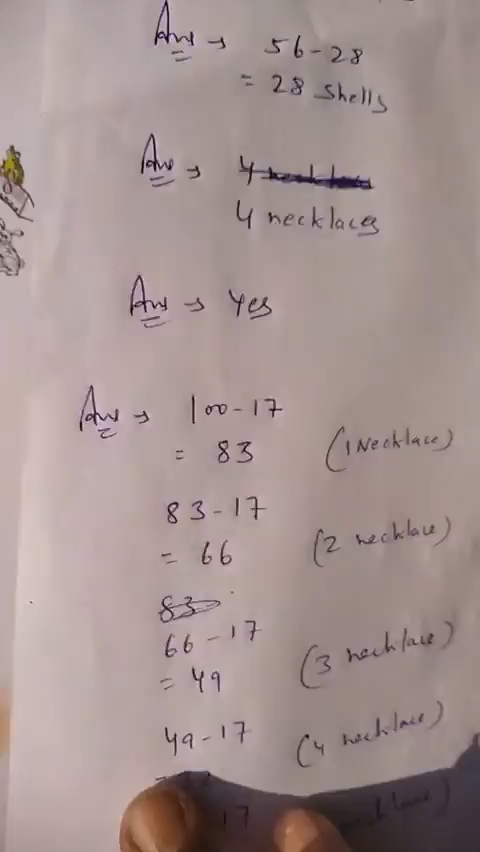 Ans → 56-28
= 28 shells
Ans → 4
4 necklaces
Ans → Yes
Ans → 100-17
= 83 (1 Necklace)
83-17
= 66 (2 necklace)
83
66-17
= 49 (3 necklace)
49-17 (4 necklace)
17 necklace)